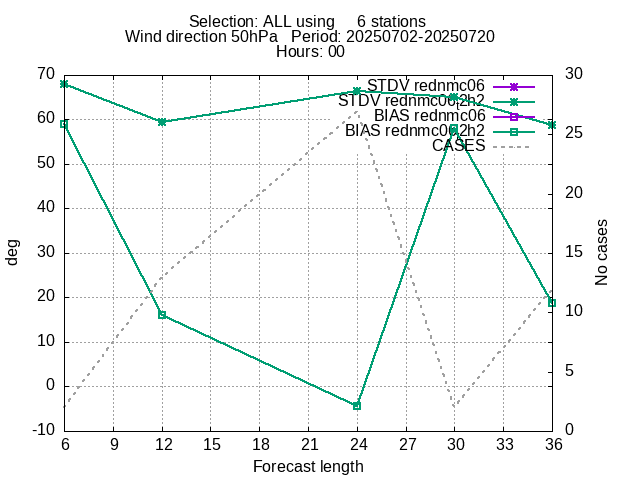 Selection: ALL using 6 stations
Wind direction 50hPa Period: 20250702-20250720
Hours: 00
70
60
50
40
30
20
10
0
-10
deg
30
25
20
15
10
5
0
No cases
STDV rednmc06
STDV rednmc06i2h2
BIAS rednmc06
BIAS rednmc06i2h2
CASES
6 9 12 15 18 21 24 27 30 33 36
Forecast length